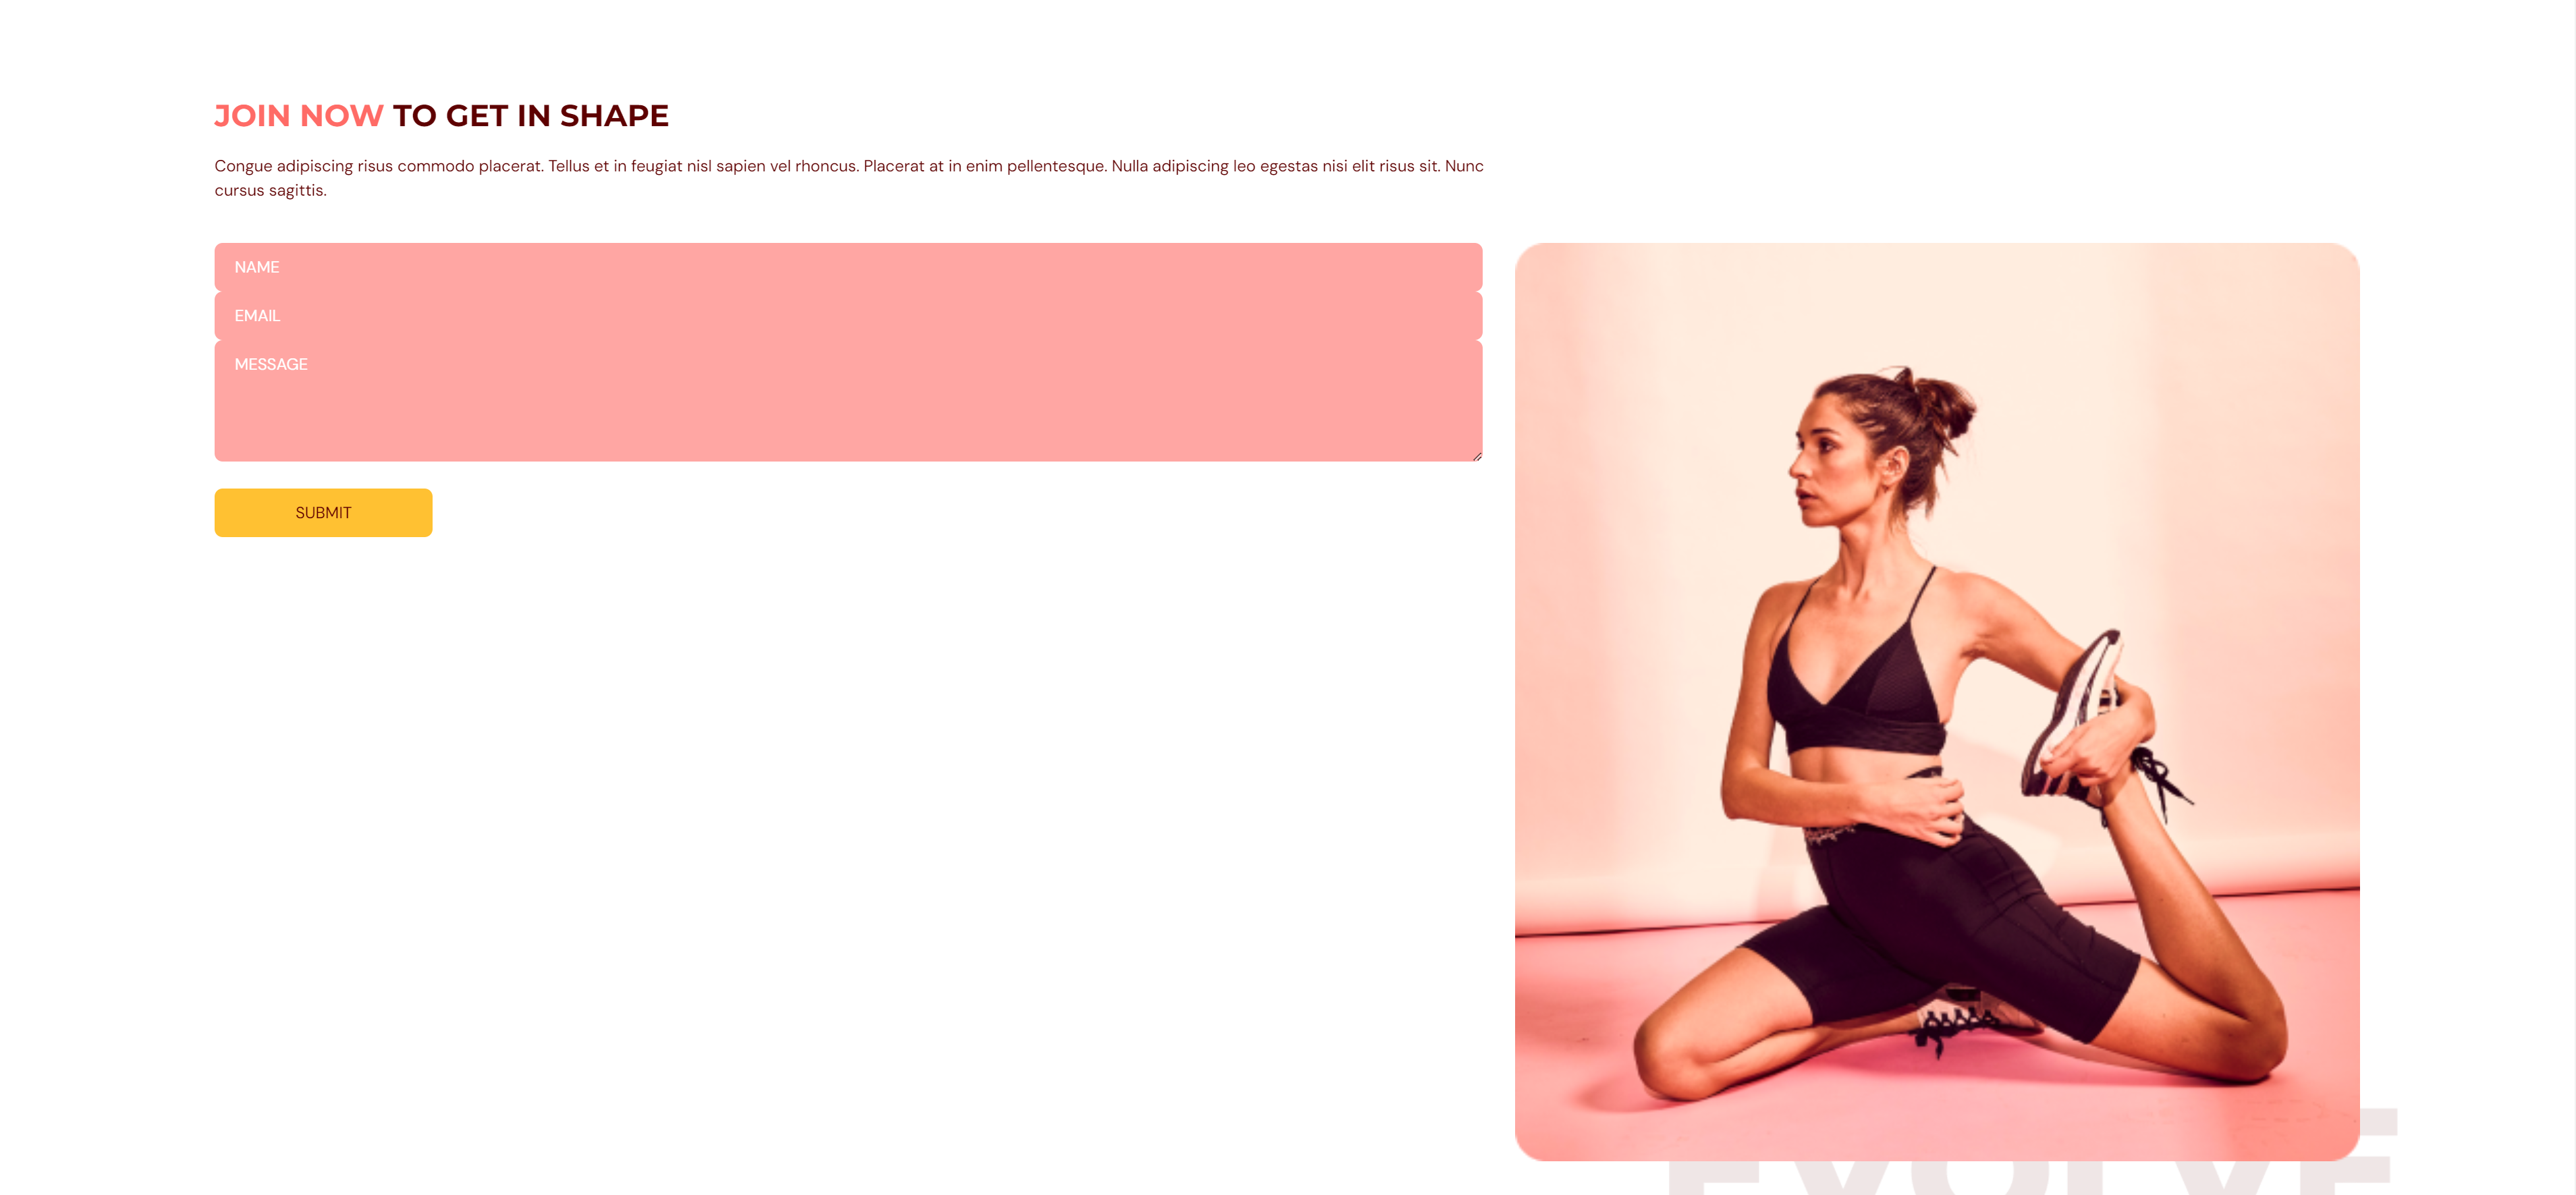 JOIN NOW TO GET IN SHAPE
Congue adipiscing risus commodo placerat. Tellus et in feugiat nisl sapien vel rhoncus. Placerat at in enim pellentesque. Nulla adipiscing leo egestas nisi elit risus sit. Nunc
cursus sagittis.
NAME
EMAIL
MESSAGE
SUBMIT
EVOLVE